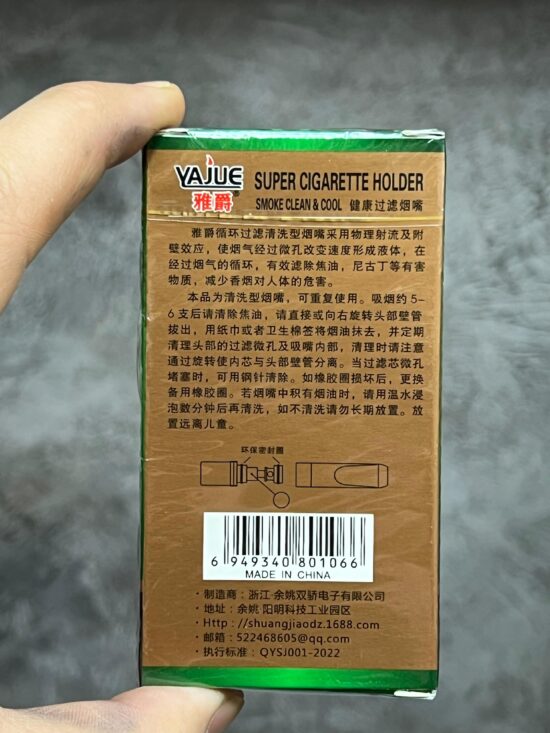 YAJUE
雅爵®
SUPER CIGARETTE HOLDER
SMOKE CLEAN & COOL 健康过滤烟嘴
雅爵循环过滤清洗型烟嘴采用物理射流及附
壁效应，使烟气经过微孔改变速度形成液体，在
经过烟气的循环，有效滤除焦油，尼古丁等有害
物质，减少香烟对人体的危害。
本品为清洗型烟嘴，可重复使用。吸烟约5-
6支后请清除焦油，请直接或向右旋转头部壁管
拔出，用纸巾或者卫生棉签将烟油抹去，并定期
清理头部的过滤微孔及吸嘴内部，清理时请注意
通过旋转使内芯与头部壁管分离。当过滤芯微孔
堵塞时，可用钢针清除。如橡胶圈损坏后，更换
备用橡胶圈。若烟嘴中积有烟油时，请用温水浸
泡数分钟后再清洗，如不清洗请勿长期放置。放
置远离儿童。
环保密封圈
6 949340 801066
MADE IN CHINA
·制造商：浙江·余姚双骄电子有限公司
·地址：余姚 阳明科技工业园区
·Http：//shuangjiaodz.1688.com
·邮箱：522468605@qq.com
·执行标准：QYSJ001-2022